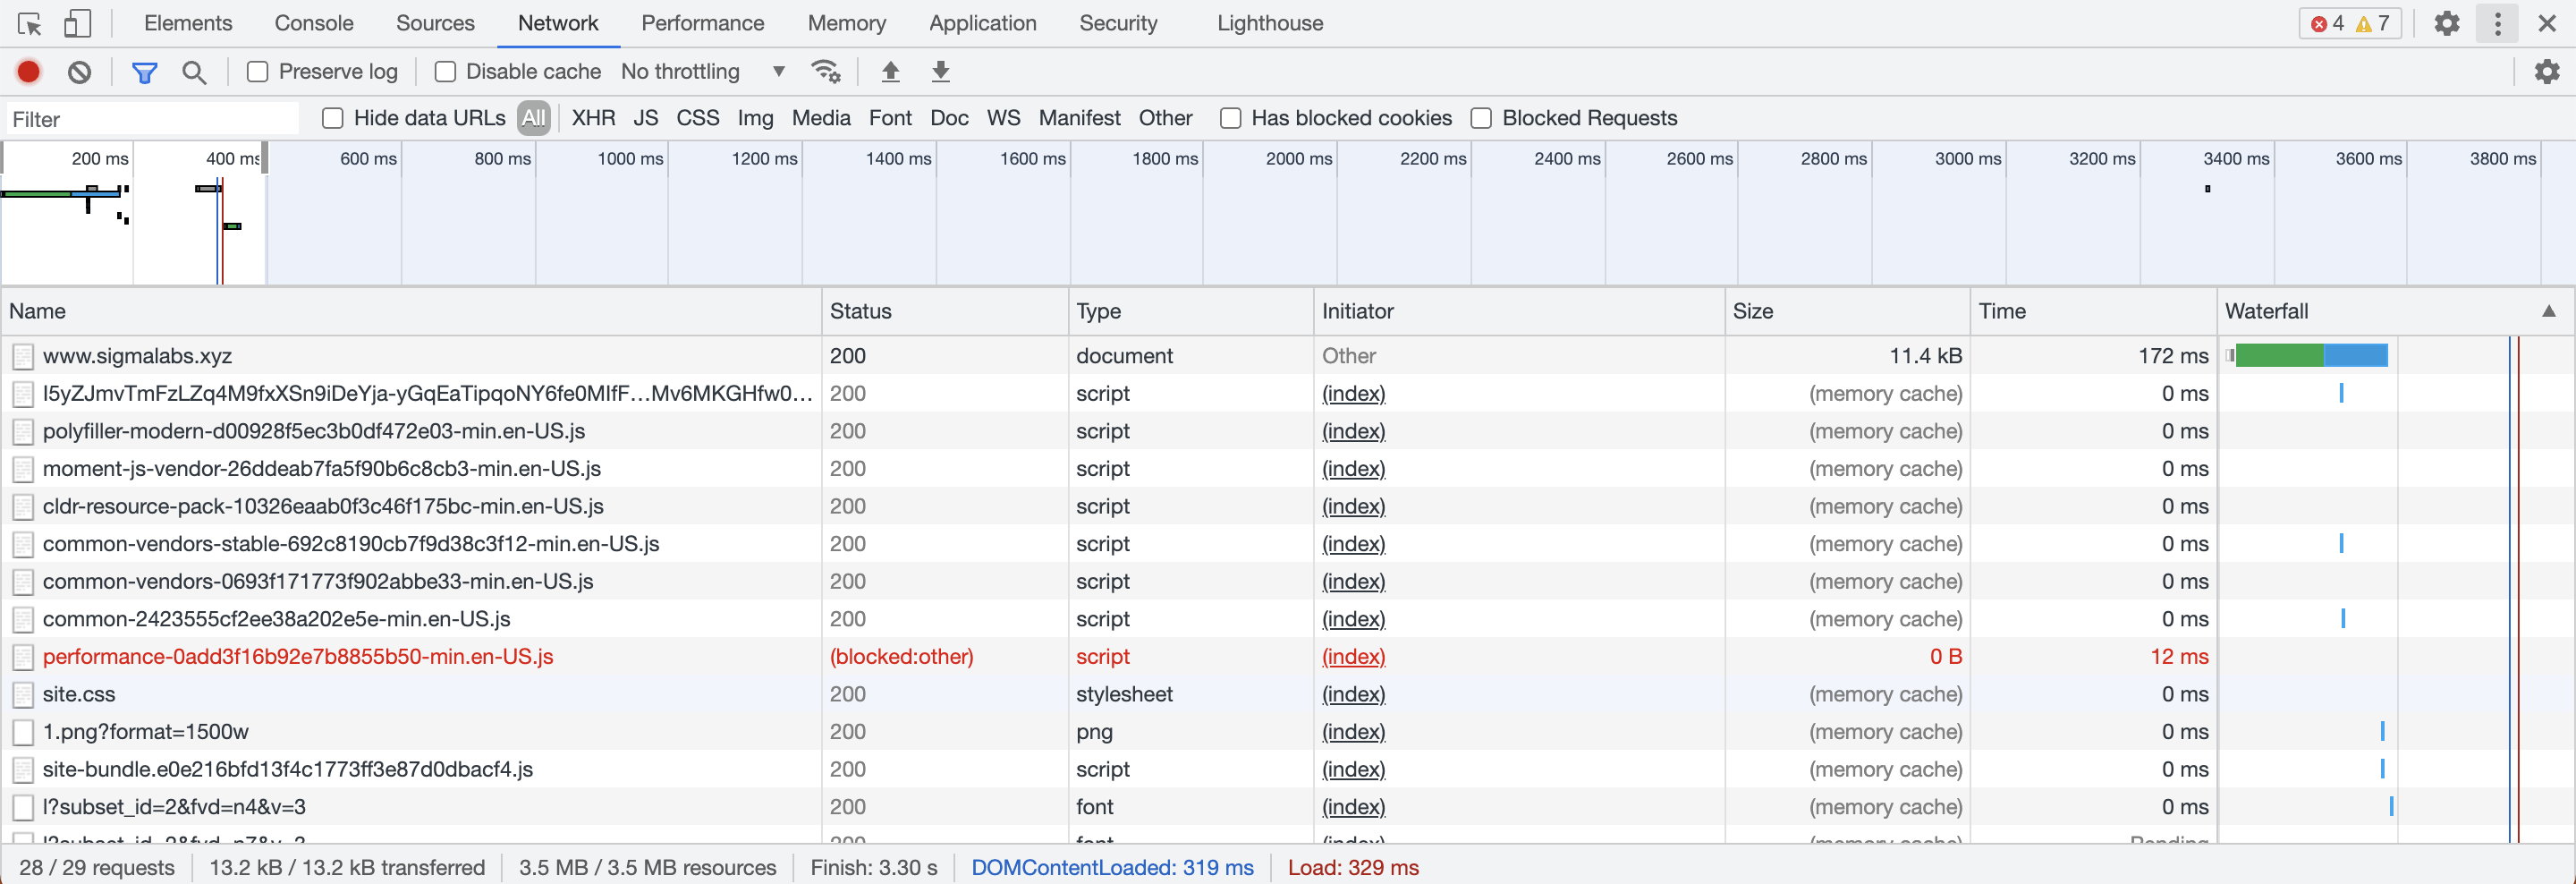 Elements Console Sources Network Performance Memory Application Security Lighthouse 4 7
Preserve log Disable cache No throttling
Filter Hide data URLs All XHR JS CSS Img Media Font Doc WS Manifest Other Has blocked cookies Blocked Requests
200 ms 400 ms 600 ms 800 ms 1000 ms 1200 ms 1400 ms 1600 ms 1800 ms 2000 ms 2200 ms 2400 ms 2600 ms 2800 ms 3000 ms 3200 ms 3400 ms 3600 ms 3800 ms
Name Status Type Initiator Size Time Waterfall
www.sigmalabs.xyz 200 document Other 11.4 kB 172 ms
I5yZJmvTmFzLZq4M9fxXSn9iDeYja-yGqEaTipqoNY6fe0MIfF…Mv6MKGHfw0… 200 script (index) (memory cache) 0 ms
polyfiller-modern-d00928f5ec3b0df472e03-min.en-US.js 200 script (index) (memory cache) 0 ms
moment-js-vendor-26ddeab7fa5f90b6c8cb3-min.en-US.js 200 script (index) (memory cache) 0 ms
cldr-resource-pack-10326eaab0f3c46f175bc-min.en-US.js 200 script (index) (memory cache) 0 ms
common-vendors-stable-692c8190cb7f9d38c3f12-min.en-US.js 200 script (index) (memory cache) 0 ms
common-vendors-0693f171773f902abbe33-min.en-US.js 200 script (index) (memory cache) 0 ms
common-2423555cf2ee38a202e5e-min.en-US.js 200 script (index) (memory cache) 0 ms
performance-0add3f16b92e7b8855b50-min.en-US.js (blocked:other) script (index) 0 B 12 ms
site.css 200 stylesheet (index) (memory cache) 0 ms
1.png?format=1500w 200 png (index) (memory cache) 0 ms
site-bundle.e0e216bfd13f4c1773ff3e87d0dbacf4.js 200 script (index) (memory cache) 0 ms
l?subset_id=2&fvd=n4&v=3 200 font (index) (memory cache) 0 ms
l?subset_id=2&fvd=n7&v=3 200 font (index) (memory cache) Pending
28 / 29 requests 13.2 kB / 13.2 kB transferred 3.5 MB / 3.5 MB resources Finish: 3.30 s DOMContentLoaded: 319 ms Load: 329 ms